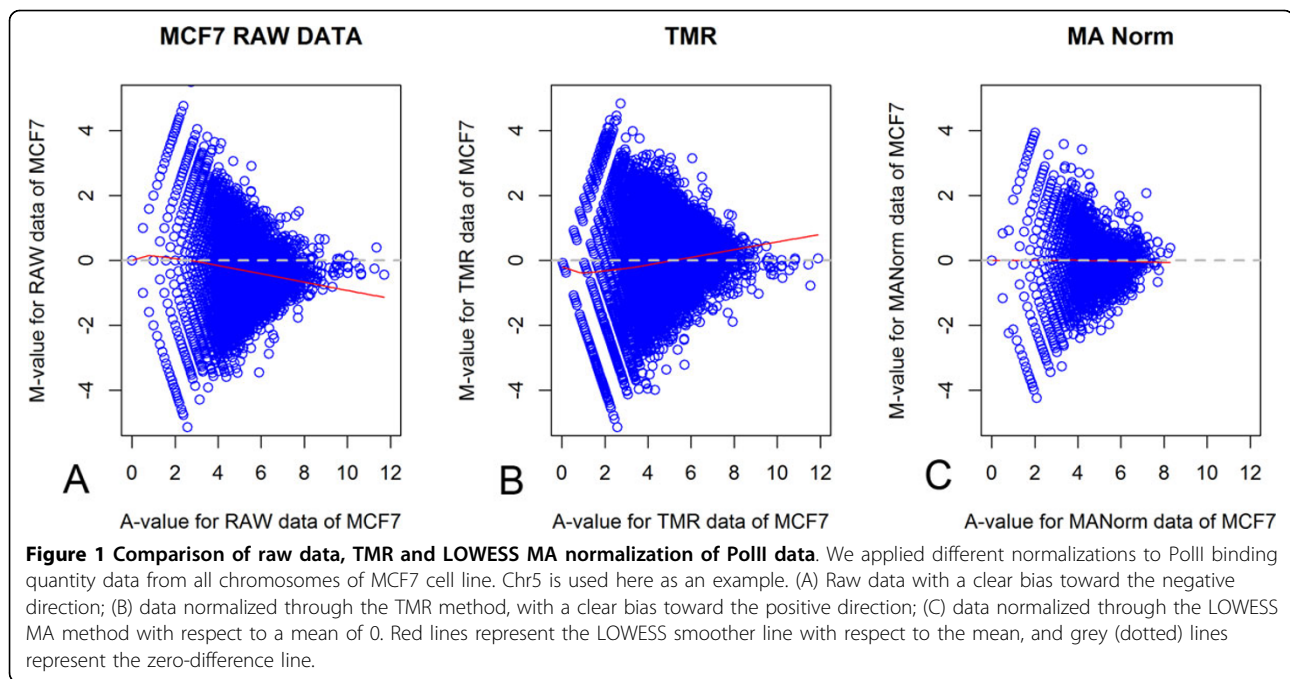 MCF7 RAW DATA
TMR
MA Norm
M-value for RAW data of MCF7
4
2
0
-2
-4
0 2 4 6 8 10 12
A
A-value for RAW data of MCF7
M-value for TMR data of MCF7
4
2
0
-2
-4
0 2 4 6 8 10 12
B
A-value for TMR data of MCF7
M-value for MANorm data of MCF7
4
2
0
-2
-4
0 2 4 6 8 10 12
C
A-value for MANorm data of MCF7
Figure 1 Comparison of raw data, TMR and LOWESS MA normalization of PolII data. We applied different normalizations to PolII binding
quantity data from all chromosomes of MCF7 cell line. Chr5 is used here as an example. (A) Raw data with a clear bias toward the negative
direction; (B) data normalized through the TMR method, with a clear bias toward the positive direction; (C) data normalized through the LOWESS
MA method with respect to a mean of 0. Red lines represent the LOWESS smoother line with respect to the mean, and grey (dotted) lines
represent the zero-difference line.